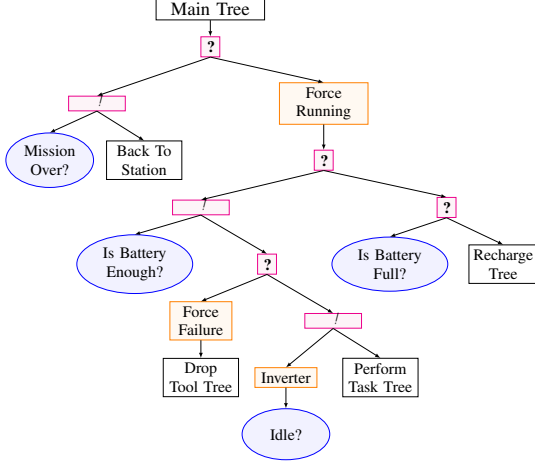 Main Tree
?
/
Force
Running
Mission
Over?
Back To
Station
?
/
?
Is Battery
Enough?
?
Is Battery
Full?
Recharge
Tree
Force
Failure
/
Drop
Tool Tree
Inverter
Perform
Task Tree
Idle?